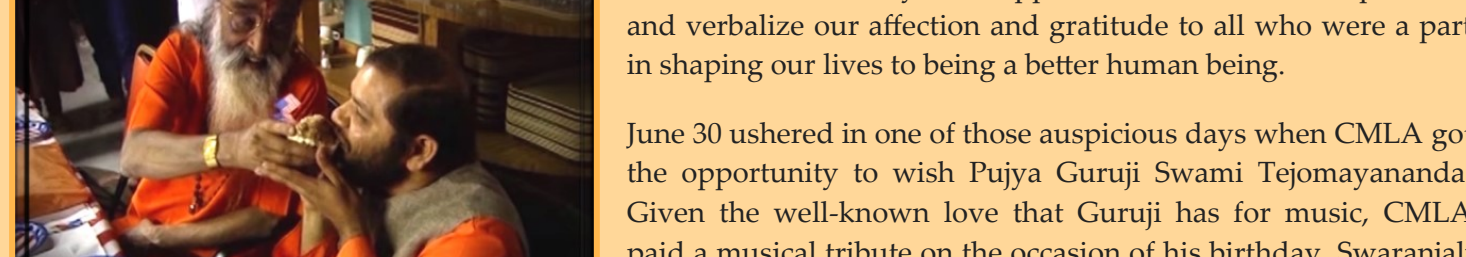 and verbalize our affection and gratitude to all who were a part
in shaping our lives to being a better human being.
June 30 ushered in one of those auspicious days when CMLA got
the opportunity to wish Pujya Guruji Swami Tejomayananda.
Given the well-known love that Guruji has for music, CMLA
paid a musical tribute on the occasion of his birthday. Swaranjali